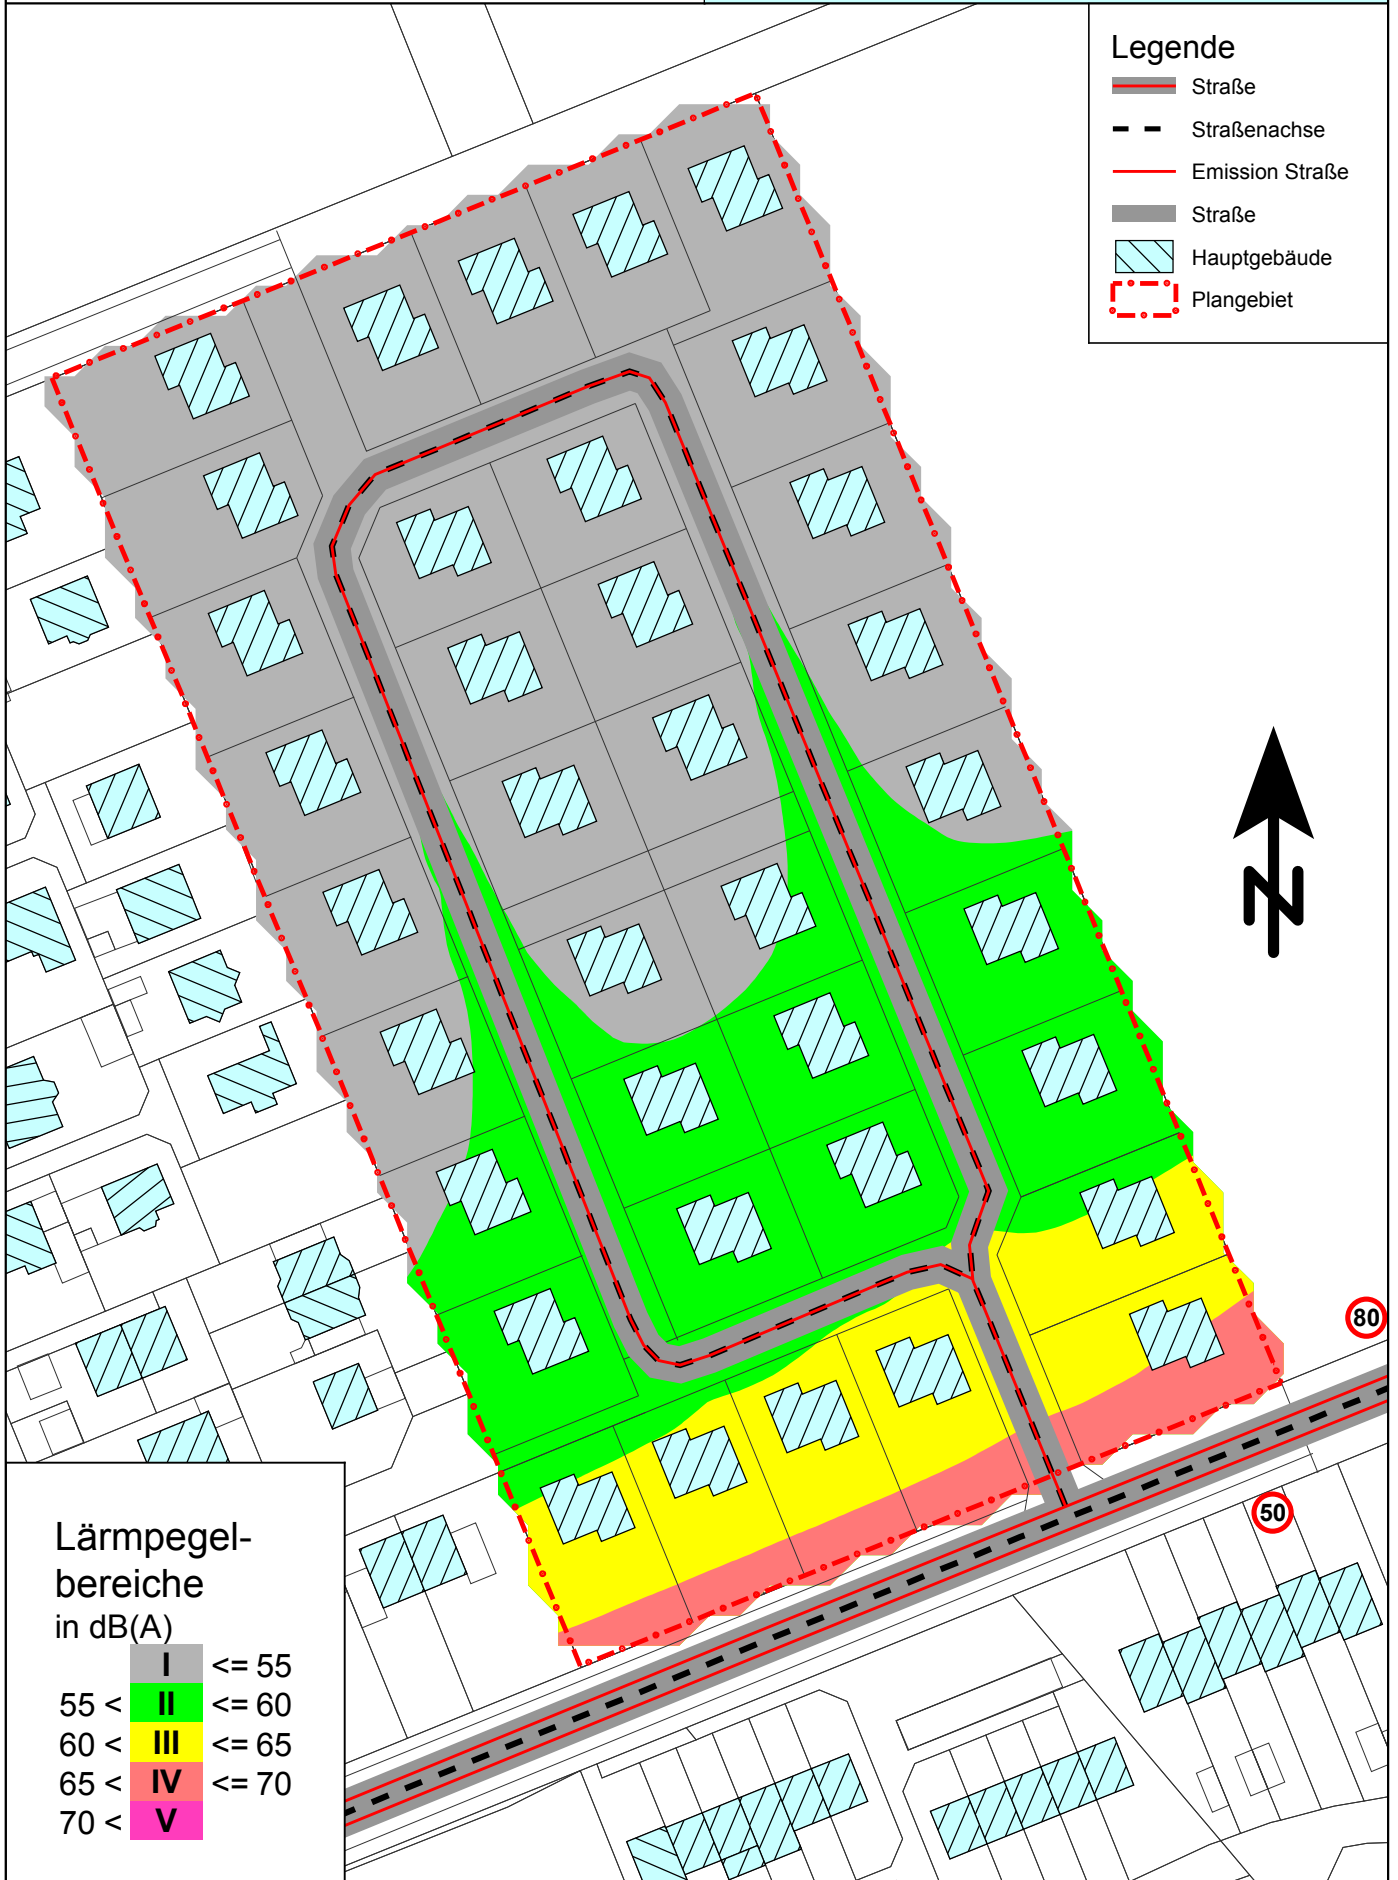 Legende
Straße
Straßenachse
Emission Straße
Straße
Hauptgebäude
Plangebiet
N
80
50
Lärmpegel-
bereiche
in dB(A)
I <= 55
55 < II <= 60
60 < III <= 65
65 < IV <= 70
70 < V